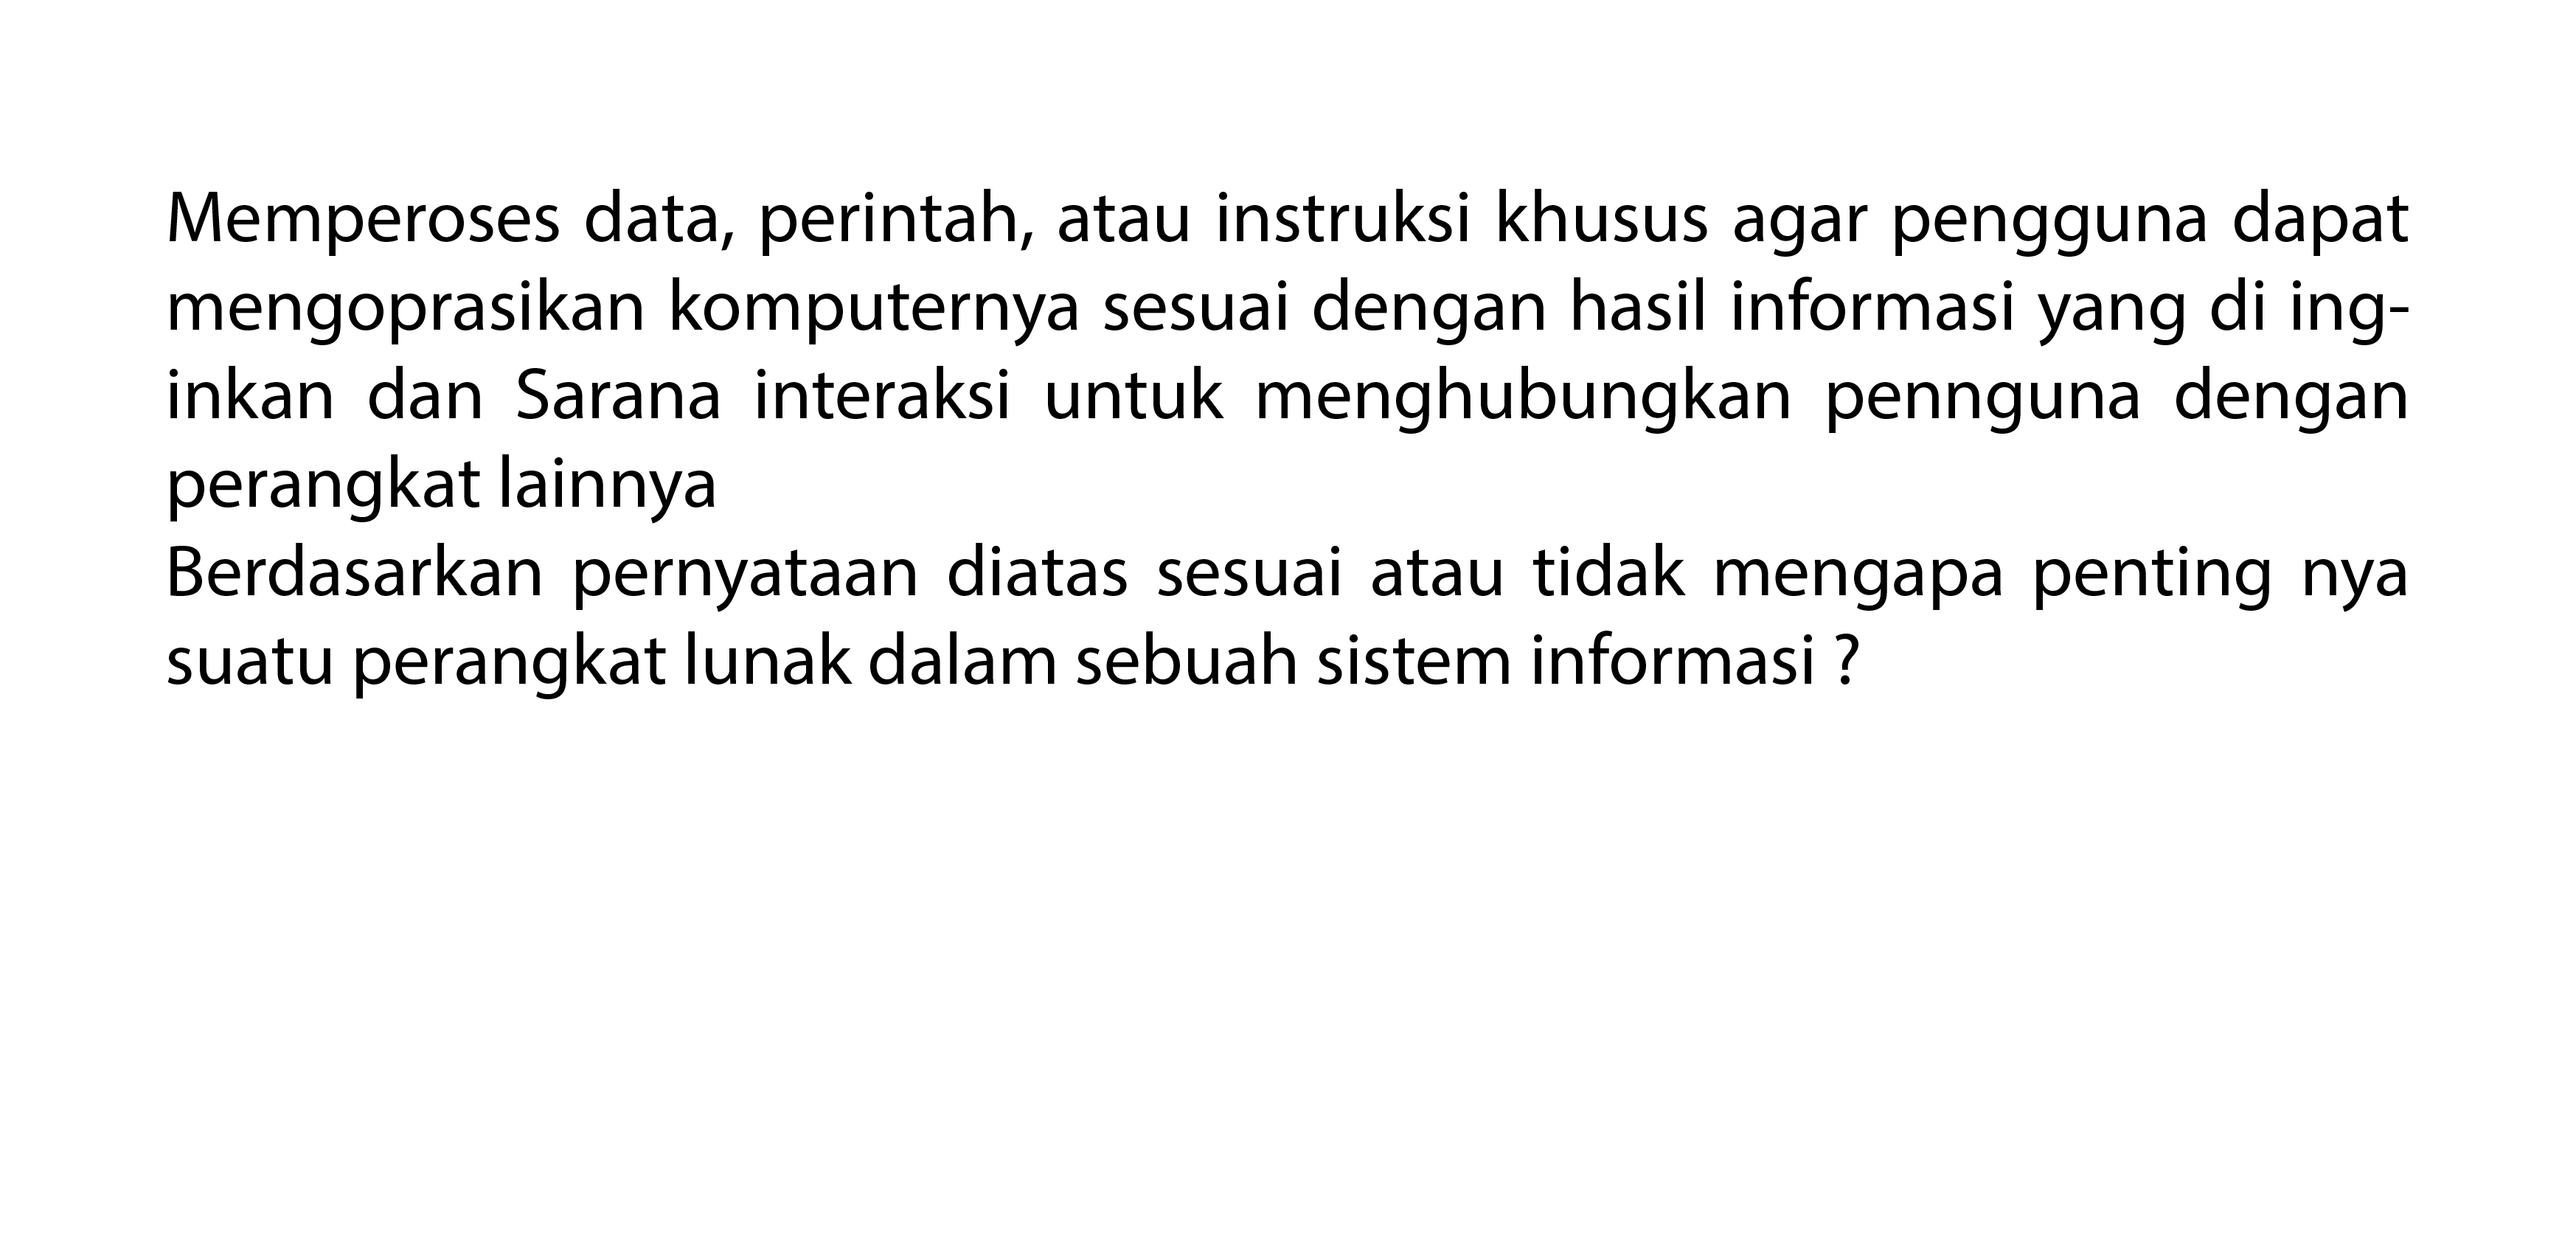 Memperoses data, perintah, atau instruksi khusus agar pengguna dapat
mengoprasikan komputernya sesuai dengan hasil informasi yang di ing-
inkan dan Sarana interaksi untuk menghubungkan pennguna dengan
perangkat lainnya
Berdasarkan pernyataan diatas sesuai atau tidak mengapa penting nya
suatu perangkat lunak dalam sebuah sistem informasi ?